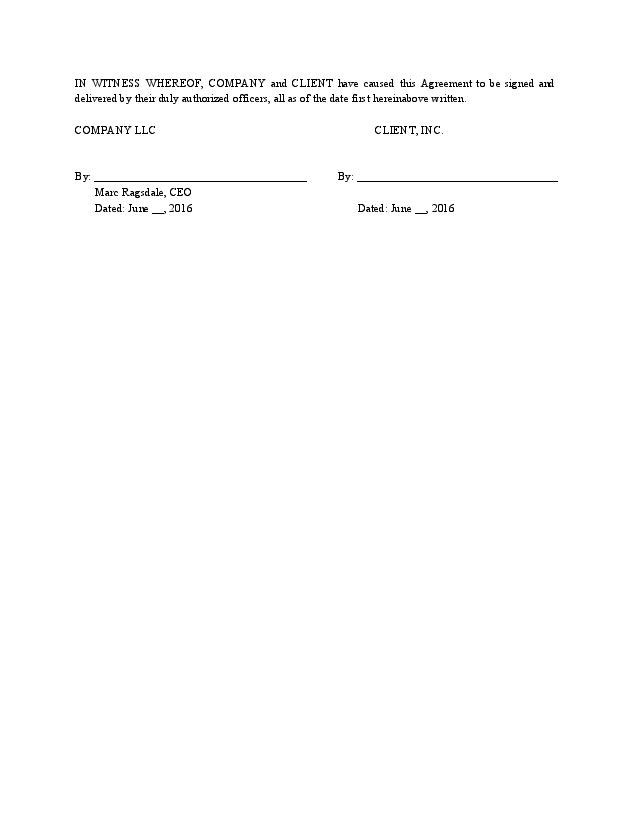 IN WITNESS WHEREOF, COMPANY and CLIENT have caused this Agreement to be signed and
delivered by their duly authorized officers, all as of the date first hereinabove written.
COMPANY LLC CLIENT, INC.
By: ______________________________________ By: ____________________________________
Marc Ragsdale, CEO
Dated: June __, 2016 Dated: June __, 2016